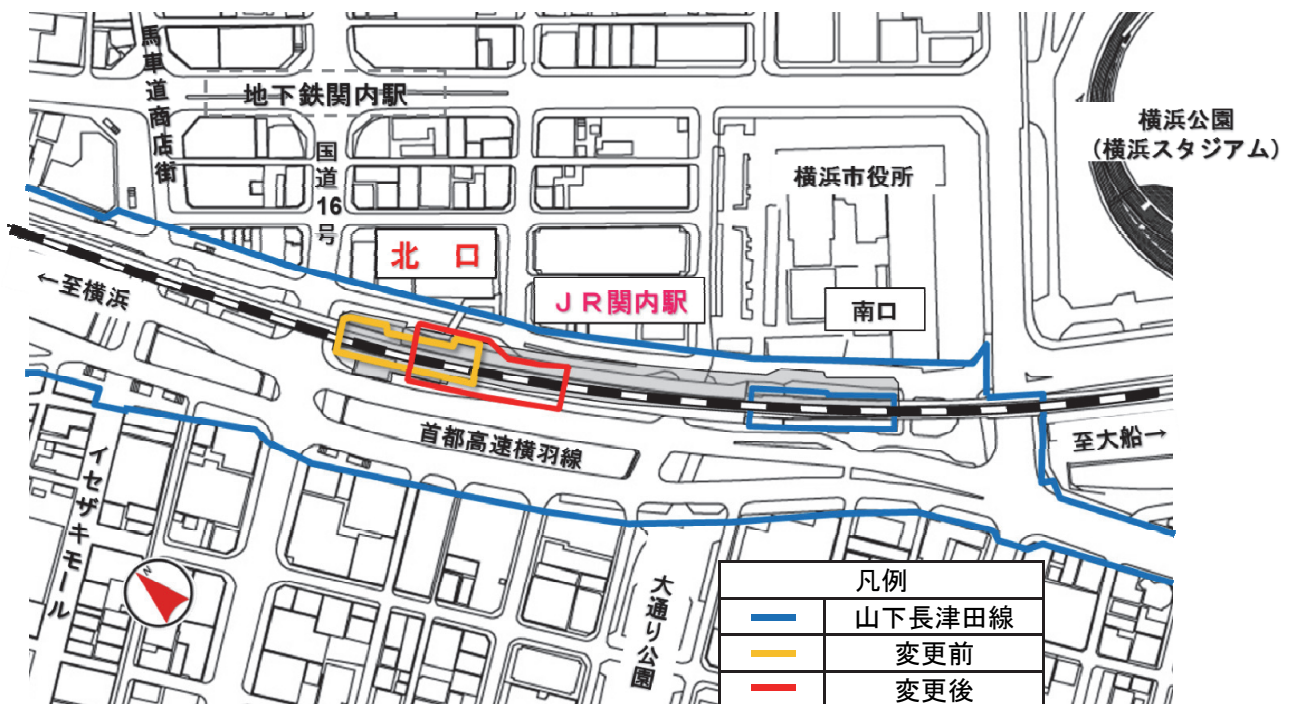 馬車道商店街
地下鉄関内駅
国道16号
横浜公園
(横浜スタジアム)
横浜市役所
北 口
JR関内駅
南口
←至横浜
首都高速横羽線
至大船→
イセザキモール
N
大通り公園
凡例
山下長津田線
変更前
変更後